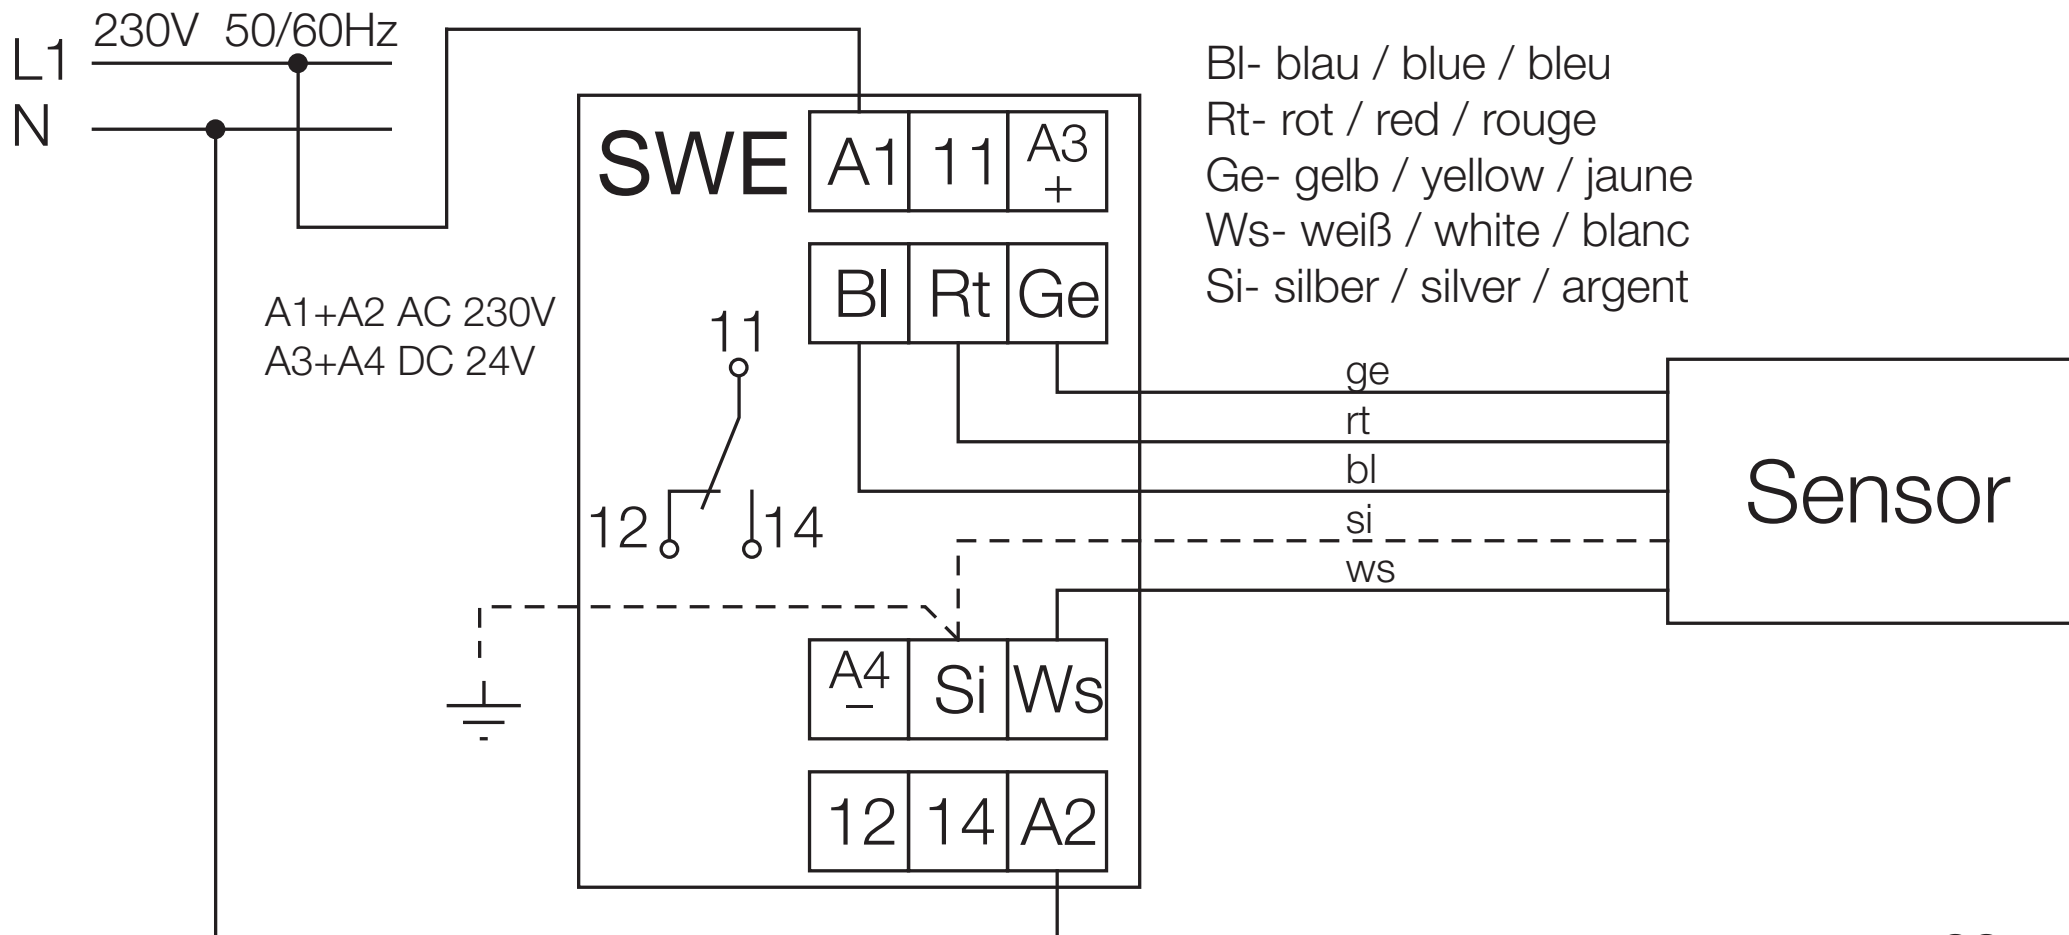 L1 230V 50/60Hz
N
SWE
A1 11 A3
+
Bl Rt Ge
A1+A2 AC 230V
A3+A4 DC 24V
11
12 14
A4 Si Ws
–
12 14 A2
Bl- blau / blue / bleu
Rt- rot / red / rouge
Ge- gelb / yellow / jaune
Ws- weiß / white / blanc
Si- silber / silver / argent
ge
rt
bl
si
ws
Sensor